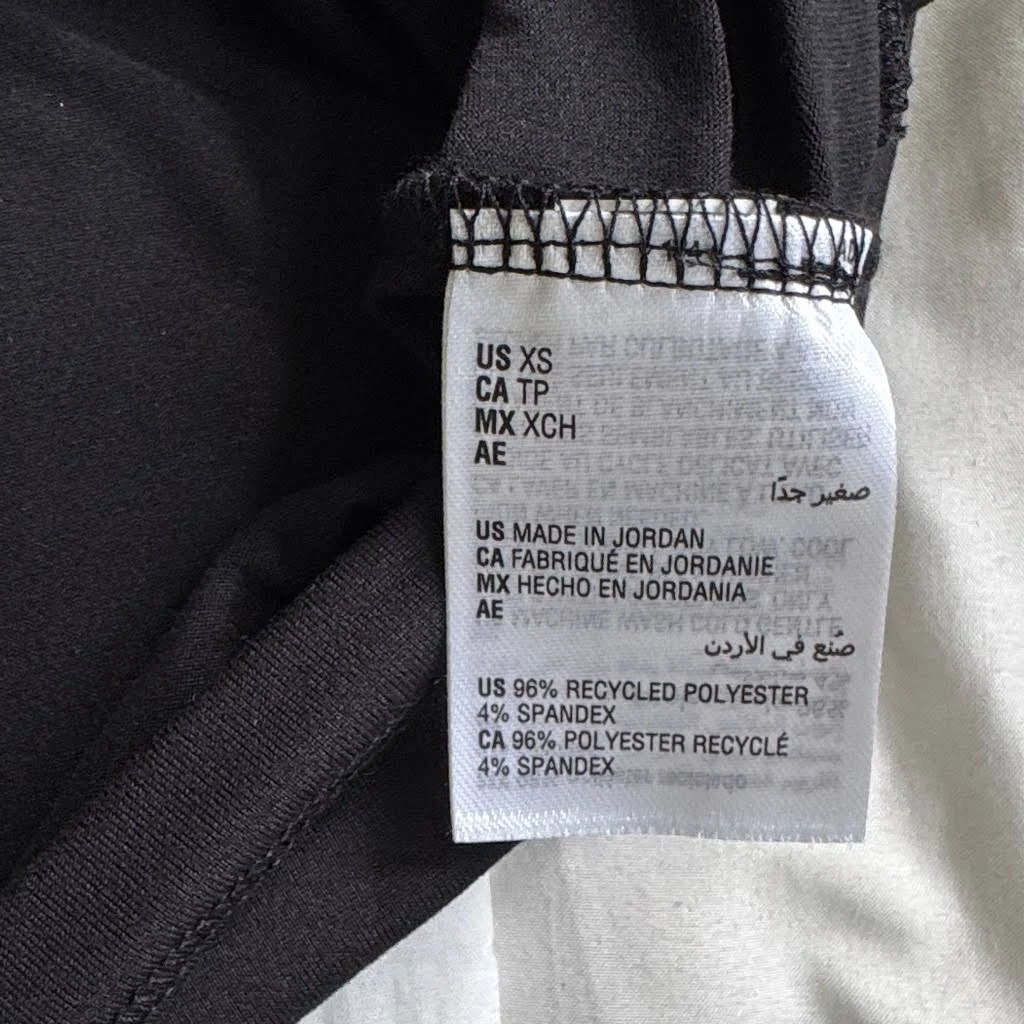 US XS
CA TP
MX XCH
AE
صغير جدًا
US MADE IN JORDAN
CA FABRIQUÉ EN JORDANIE
MX HECHO EN JORDANIA
AE
صُنع في الأردن
US 96% RECYCLED POLYESTER
4% SPANDEX
CA 96% POLYESTER RECYCLÉ
4% SPANDEX